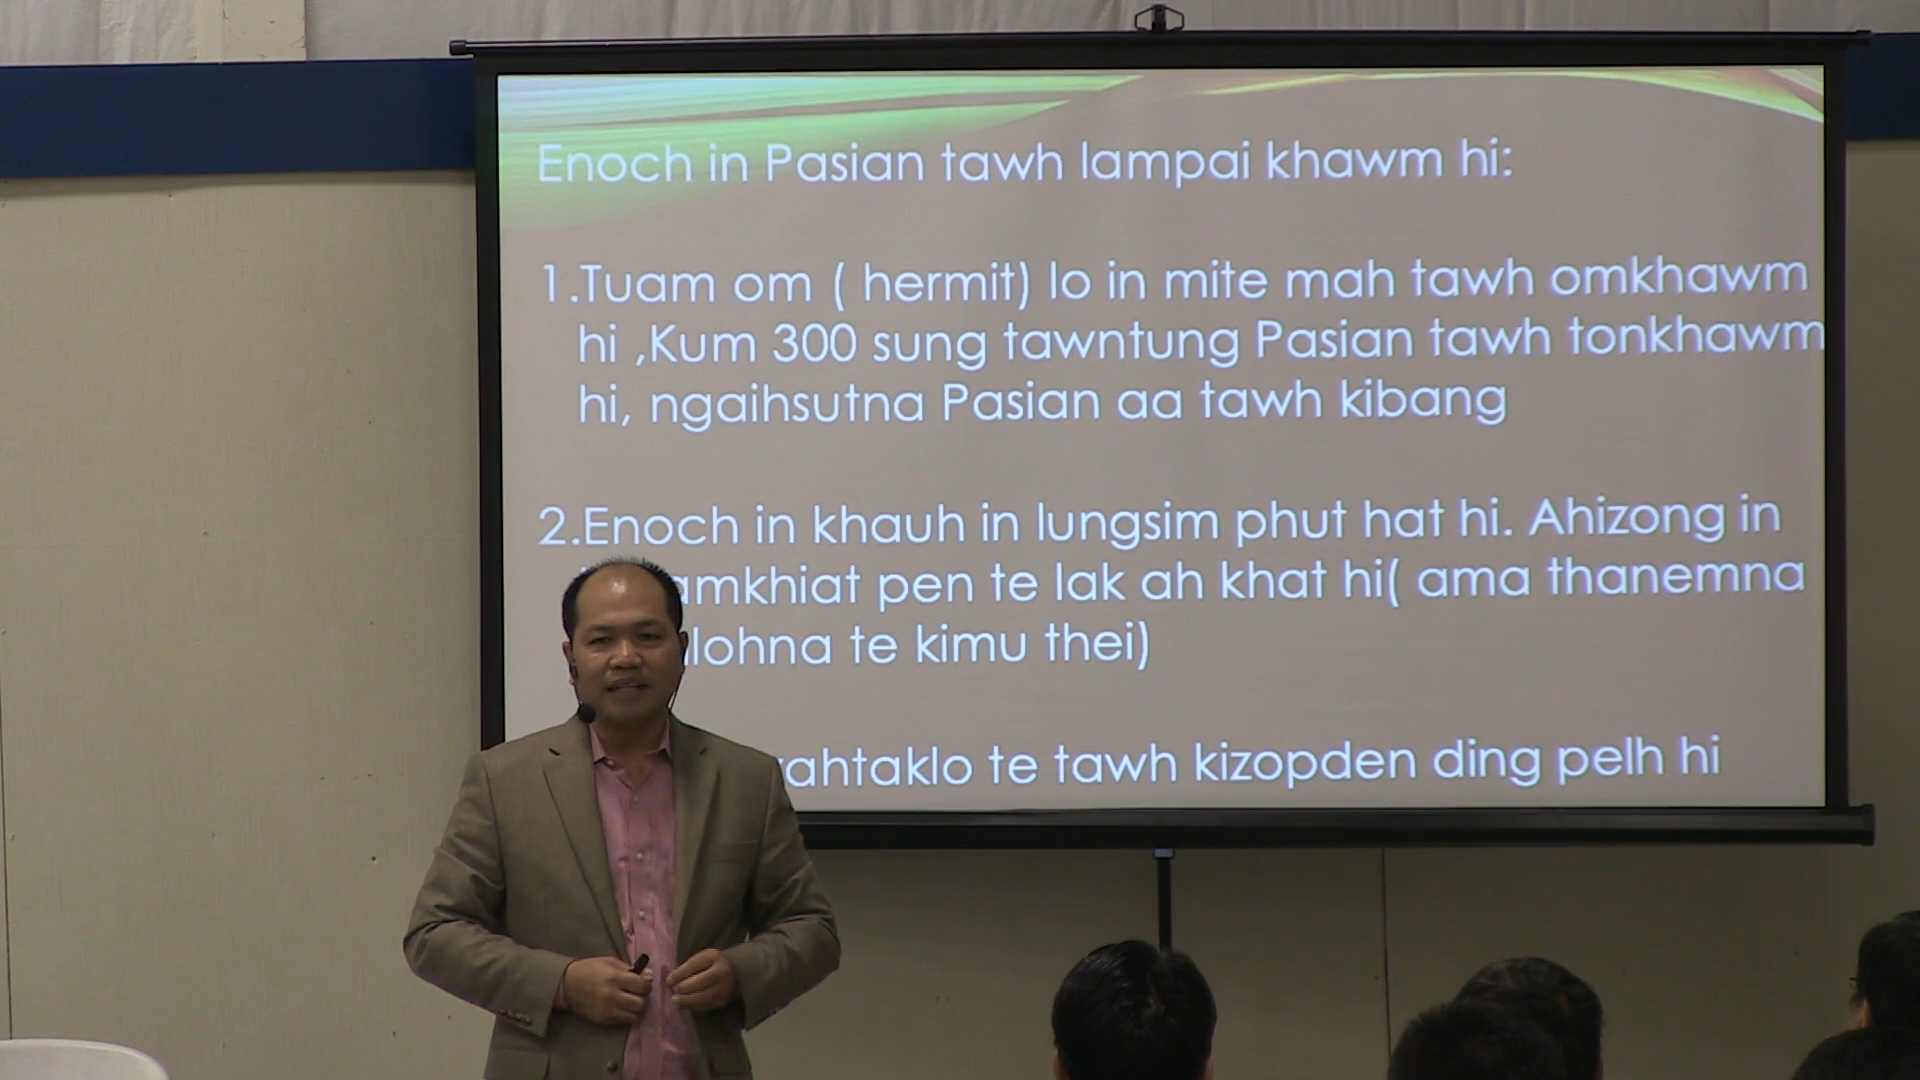 Enoch in Pasian tawh lampai khawm hi:
1.Tuam om ( hermit) lo in mite mah tawh omkhawm
hi ,Kum 300 sung tawntung Pasian tawh tonkhawm
hi, ngaihsutna Pasian aa tawh kibang
2.Enoch in khauh in lungsim phut hat hi. Ahizong in
pen te lak ah khat hi( ama thanemna
te kimu thei)
te tawh kizopden ding pelh hi